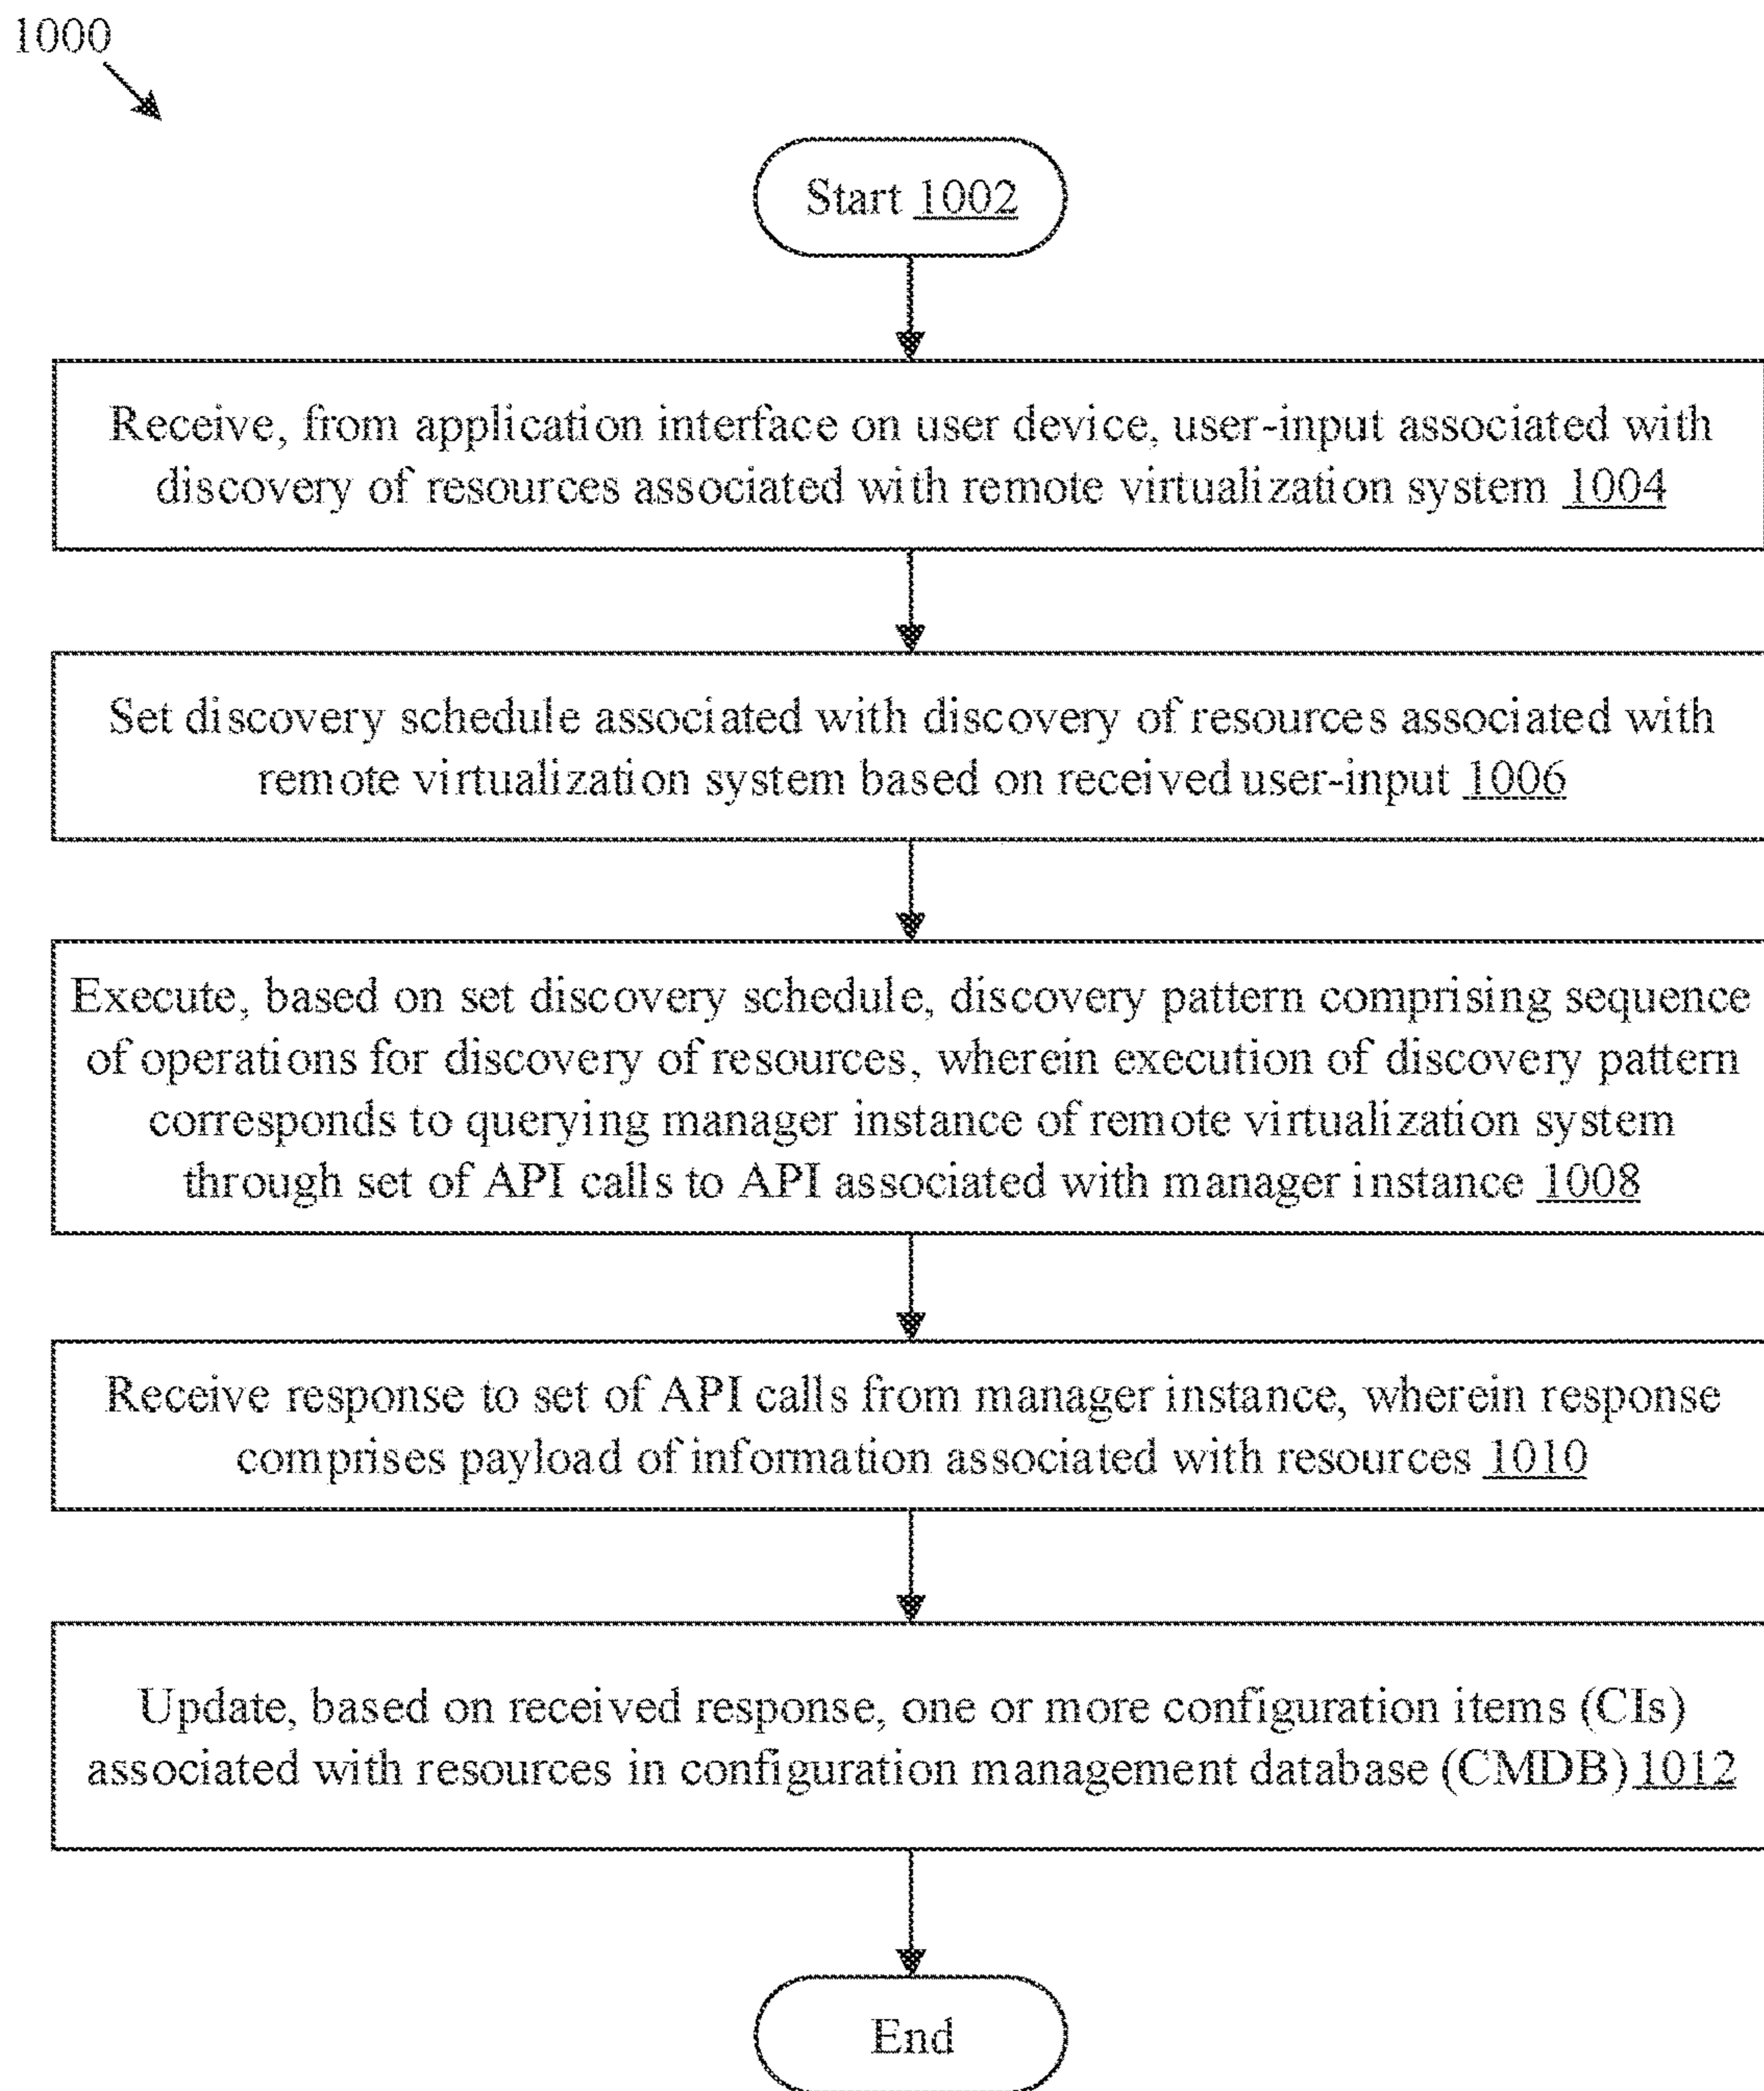 1000
Start 1002
Receive, from application interface on user device, user-input associated with
discovery of resources associated with remote virtualization system 1004
Set discovery schedule associated with discovery of resources associated with
remote virtualization system based on received user-input 1006
Execute, based on set discovery schedule, discovery pattern comprising sequence
of operations for discovery of resources, wherein execution of discovery pattern
corresponds to querying manager instance of remote virtualization system
through set of API calls to API associated with manager instance 1008
Receive response to set of API calls from manager instance, wherein response
comprises payload of information associated with resources 1010
Update, based on received response, one or more configuration items (CIs)
associated with resources in configuration management database (CMDB) 1012
End